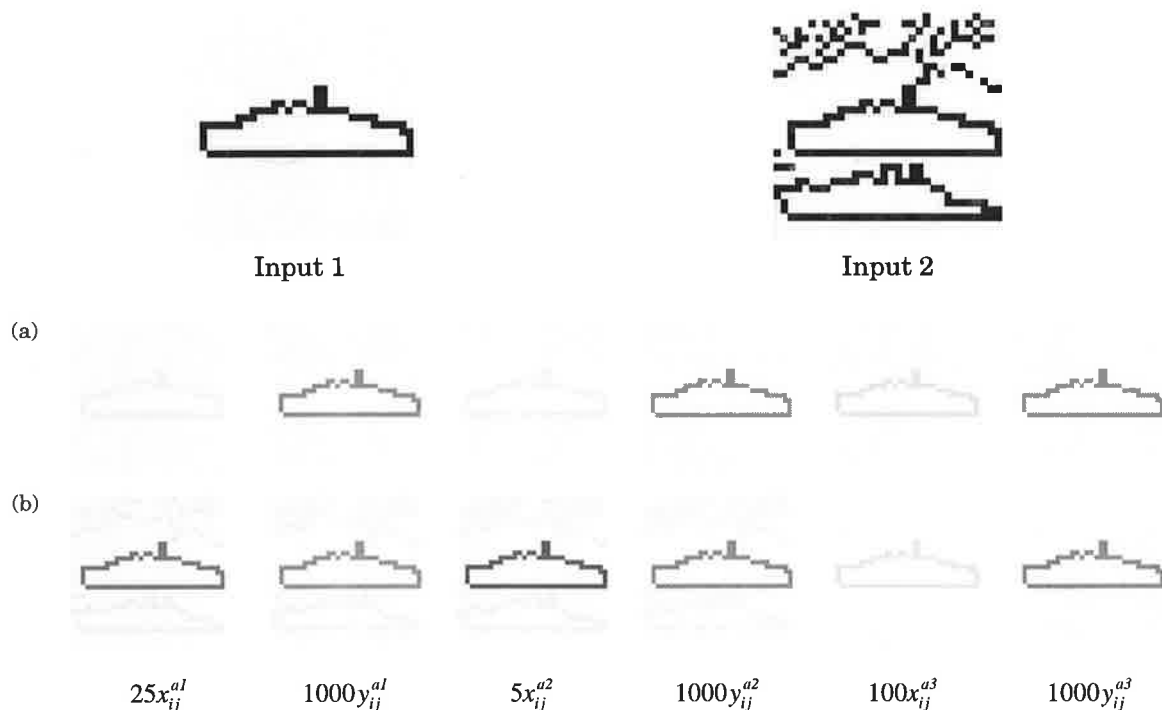 Input 1 Input 2
(a)
(b)
25x_{ij}^{a1} 1000y_{ij}^{a1} 5x_{ij}^{a2} 1000y_{ij}^{a2} 100x_{ij}^{a3} 1000y_{ij}^{a3}